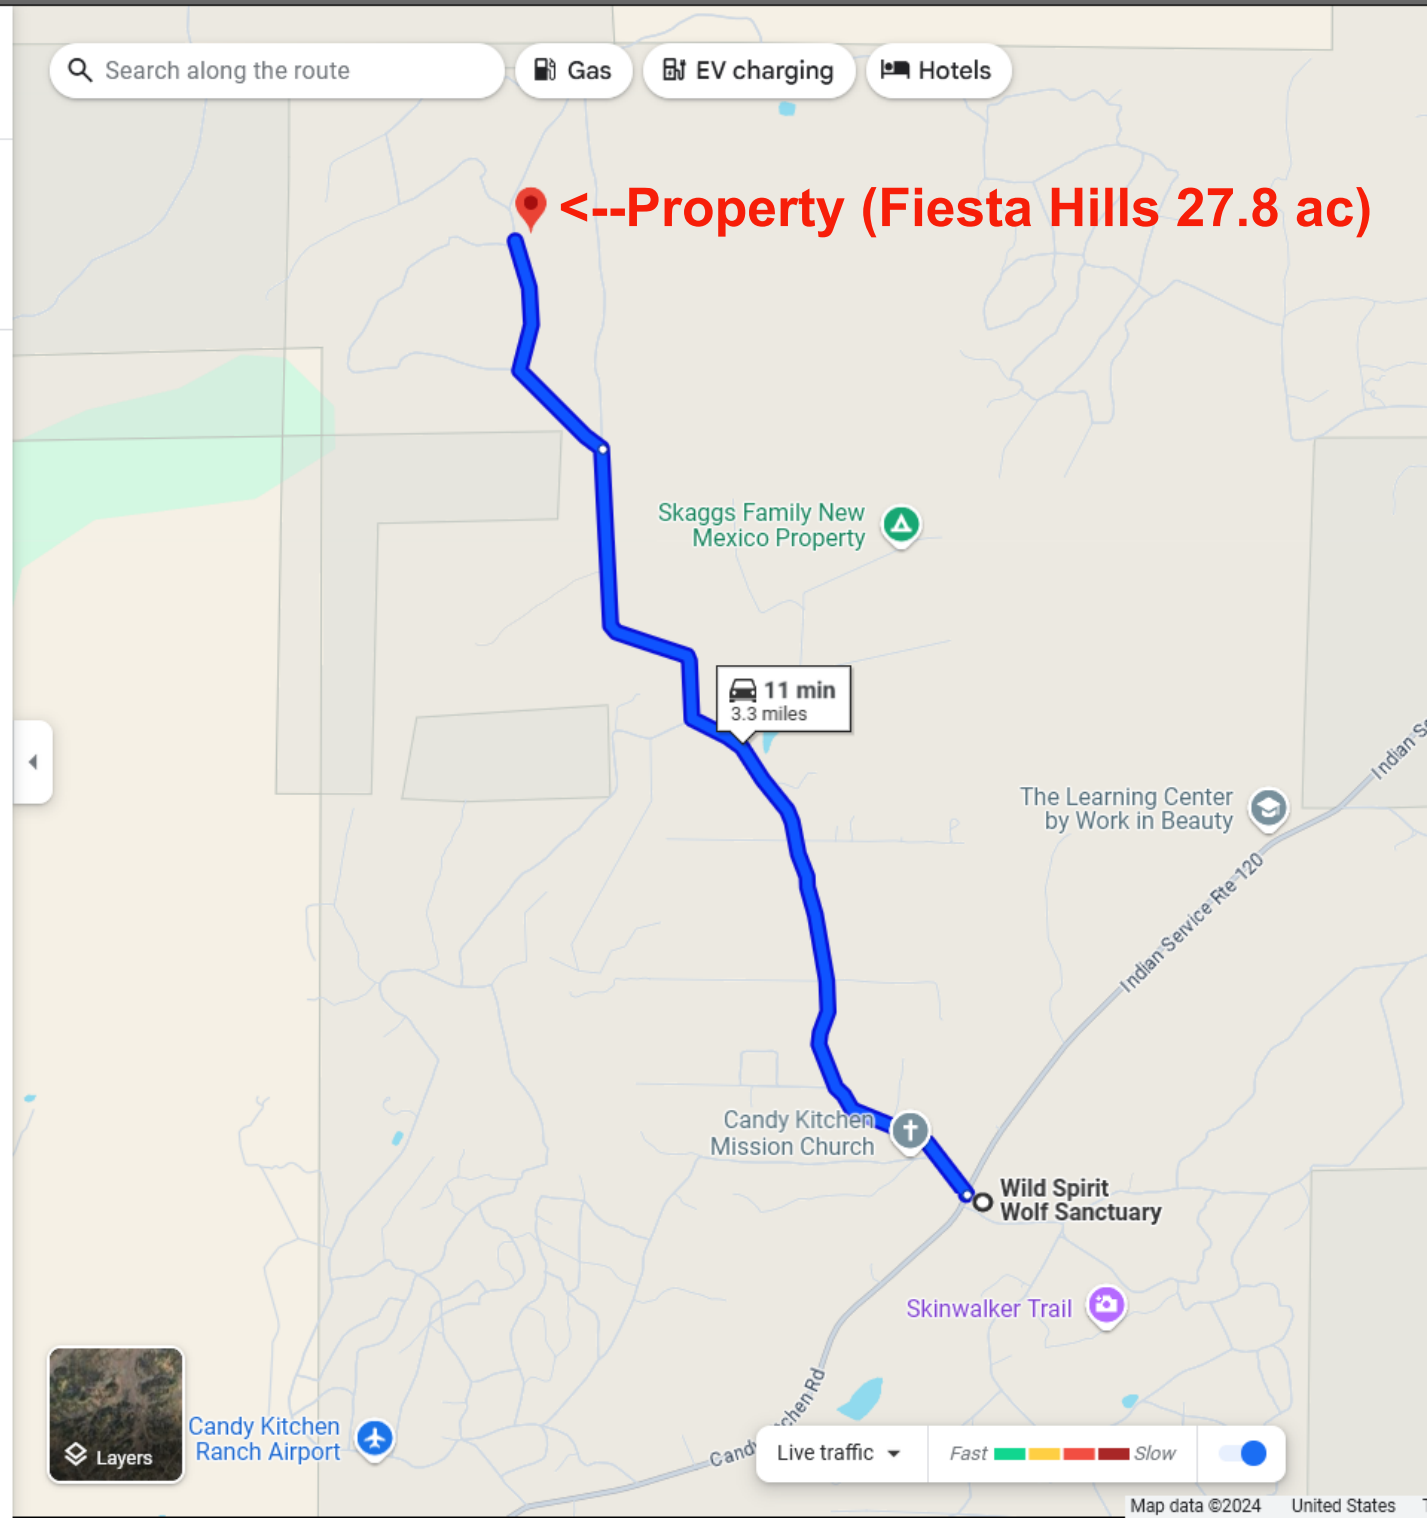 Search along the route
Gas
EV charging
Hotels
<--Property (Fiesta Hills 27.8 ac)
Skaggs Family New
Mexico Property
11 min
3.3 miles
Indian
The Learning Center
by Work in Beauty
Indian Service Rte 120
Candy Kitchen
Mission Church
Wild Spirit
Wolf Sanctuary
Skinwalker Trail
Candy Kitchen
Ranch Airport
Layers
Rd
Live traffic
Fast
Slow
Map data ©2024
United States